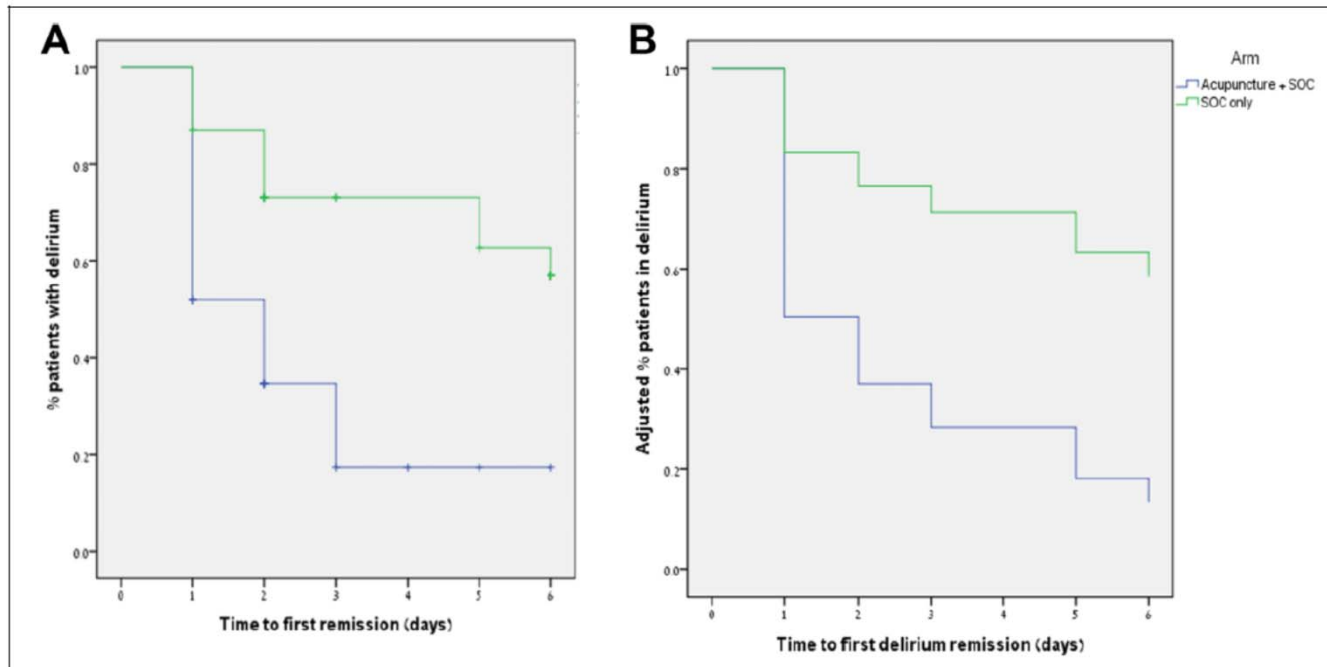 A
% patients with delirium
1.0
0.8
0.6
0.4
0.2
0.0
0 1 2 3 4 5 6
Time to first remission (days)
B
Adjusted % patients in delirium
1.0
0.8
0.6
0.4
0.2
0.0
0 1 2 3 4 5 6
Time to first delirium remission (days)
Arm
Acupuncture + SOC
SOC only